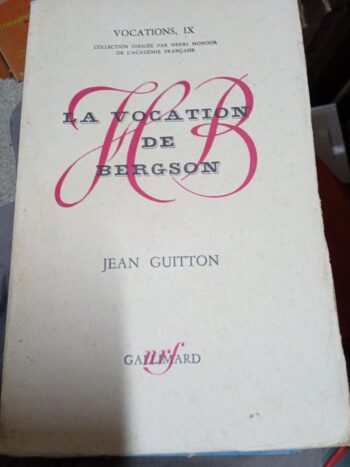 VOCATIONS, IX
COLLECTION DIRIGÉE PAR HENRI MONDOR
DE L'ACADÉMIE FRANÇAISE
HB
LA VOCATION
DE
BERGSON
JEAN GUITTON
nrf
GALLIMARD